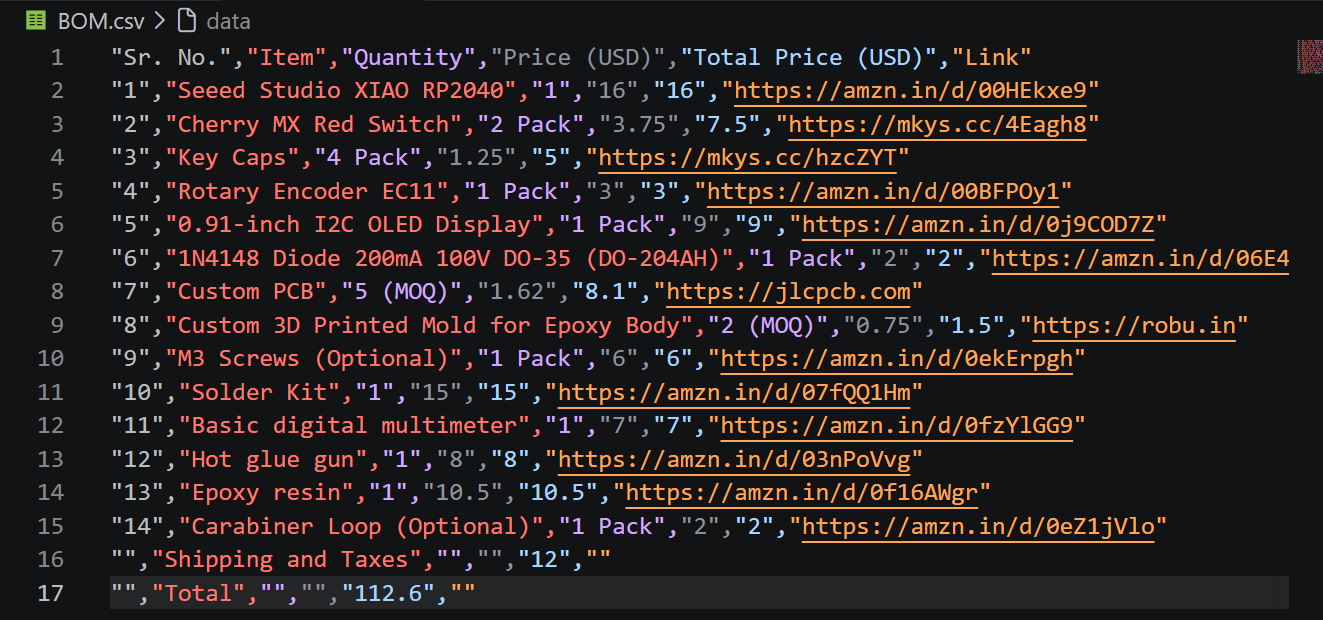 BOM.csv > data
1 "Sr. No.","Item","Quantity","Price (USD)","Total Price (USD)","Link"
2 "1","Seeed Studio XIAO RP2040","1","16","16","https://amzn.in/d/00HEkxe9"
3 "2","Cherry MX Red Switch","2 Pack","3.75","7.5","https://mkys.cc/4Eagh8"
4 "3","Key Caps","4 Pack","1.25","5","https://mkys.cc/hzcZYT"
5 "4","Rotary Encoder EC11","1 Pack","3","3","https://amzn.in/d/00BFPOy1"
6 "5","0.91-inch I2C OLED Display","1 Pack","9","9","https://amzn.in/d/0j9COD7Z"
7 "6","1N4148 Diode 200mA 100V DO-35 (DO-204AH)","1 Pack","2","2","https://amzn.in/d/06E4
8 "7","Custom PCB","5 (MOQ)","1.62","8.1","https://jlcpcb.com"
9 "8","Custom 3D Printed Mold for Epoxy Body","2 (MOQ)","0.75","1.5","https://robu.in"
10 "9","M3 Screws (Optional)","1 Pack","6","6","https://amzn.in/d/0ekErpgh"
11 "10","Solder Kit","1","15","15","https://amzn.in/d/07fQQ1Hm"
12 "11","Basic digital multimeter","1","7","7","https://amzn.in/d/0fzYlGG9"
13 "12","Hot glue gun","1","8","8","https://amzn.in/d/03nPoVvg"
14 "13","Epoxy resin","1","10.5","10.5","https://amzn.in/d/0f16AWgr"
15 "14","Carabiner Loop (Optional)","1 Pack","2","2","https://amzn.in/d/0eZ1jVlo"
16 "","Shipping and Taxes","","","12",""
17 "","Total","","","112.6",""